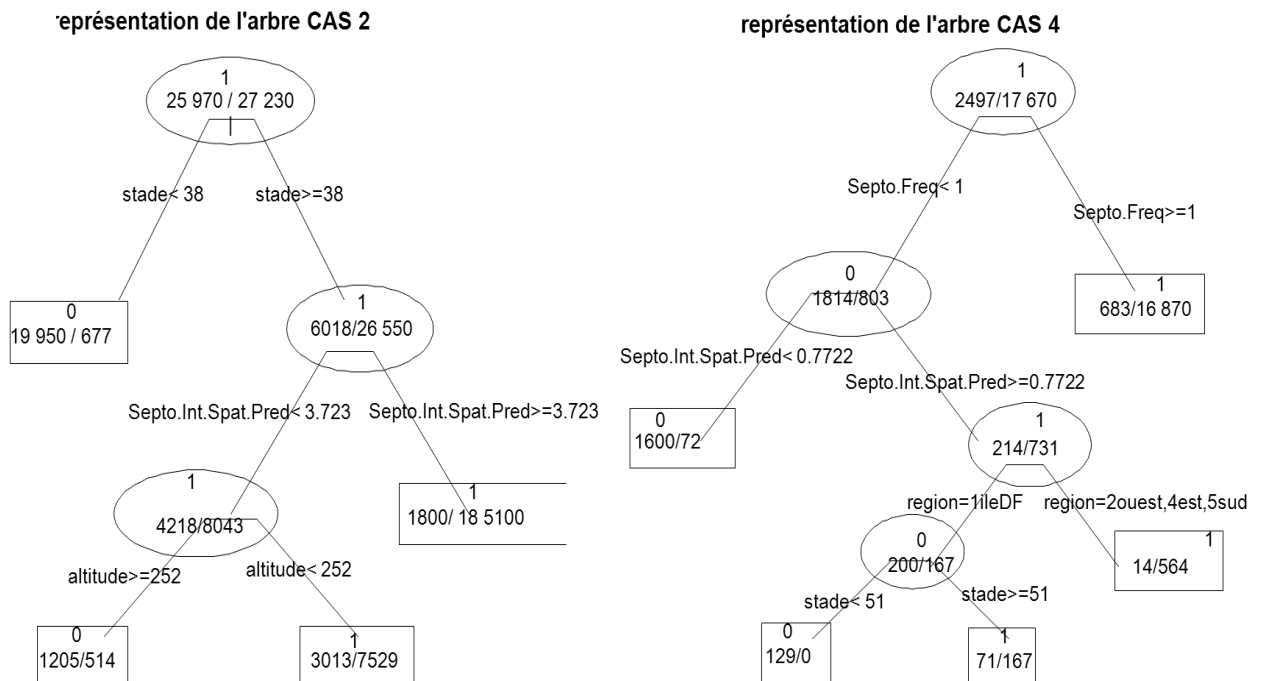 représentation de l'arbre CAS 2
1
25 970 / 27 230
stade< 38
stade>=38
0
19 950 / 677
1
6018/26 550
Septo.Int.Spat.Pred< 3.723
Septo.Int.Spat.Pred>=3.723
1
4218/8043
1
1800/ 18 5100
altitude>=252
altitude< 252
0
1205/514
1
3013/7529
représentation de l'arbre CAS 4
1
2497/17 670
Septo.Freq< 1
Septo.Freq>=1
0
1814/803
1
683/16 870
Septo.Int.Spat.Pred< 0.7722
Septo.Int.Spat.Pred>=0.7722
0
1600/72
1
214/731
region=1ileDF
region=2ouest,4est,5sud
0
200/167
1
14/564
stade< 51
stade>=51
0
129/0
1
71/167